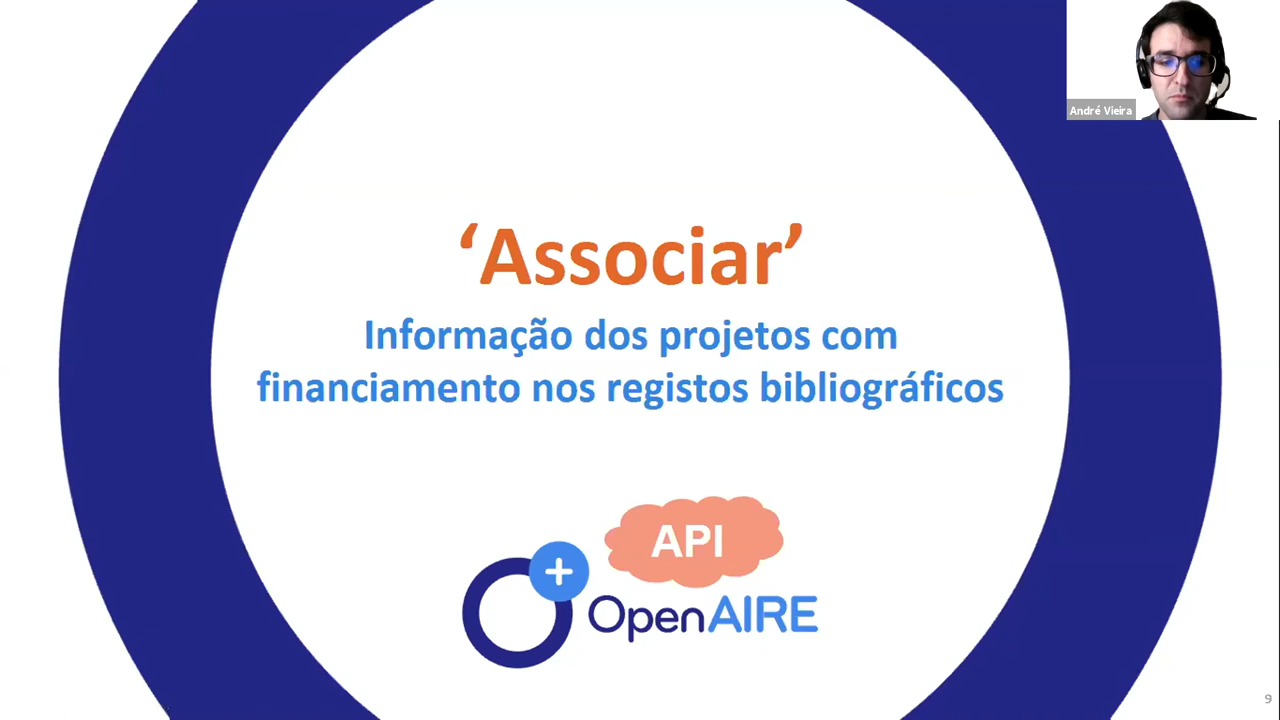 André Vieira
‘Associar’
Informação dos projetos com
financiamento nos registos bibliográficos
API
OpenAIRE
9